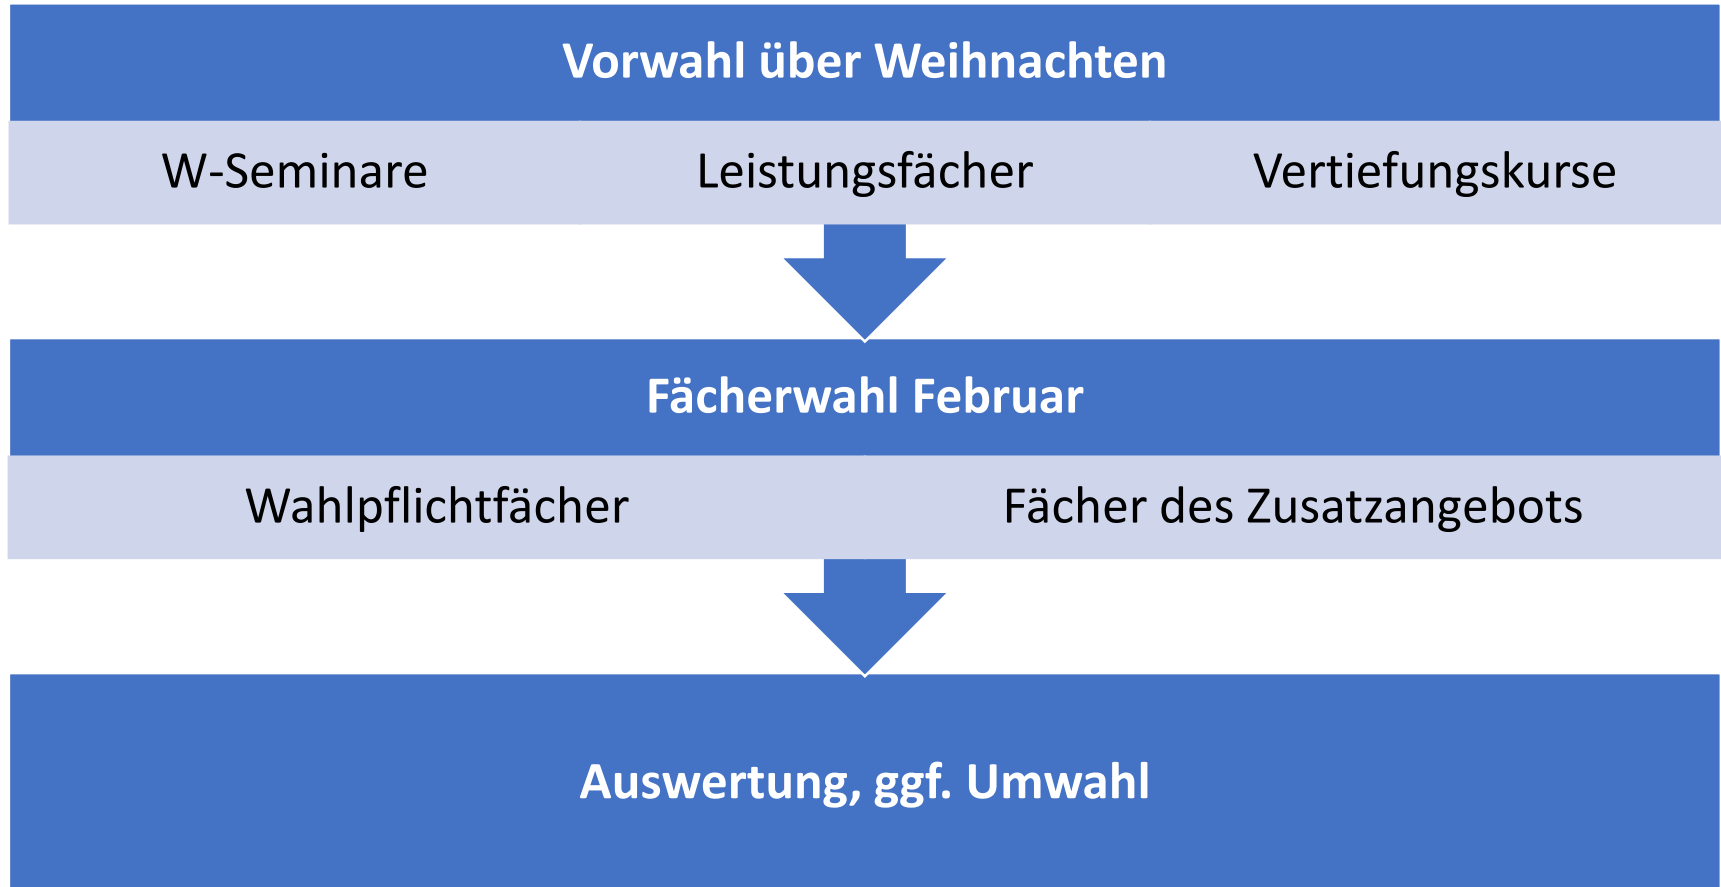 Vorwahl über Weihnachten
W-Seminare Leistungsfächer Vertiefungskurse
Fächerwahl Februar
Wahlpflichtfächer Fächer des Zusatzangebots
Auswertung, ggf. Umwahl